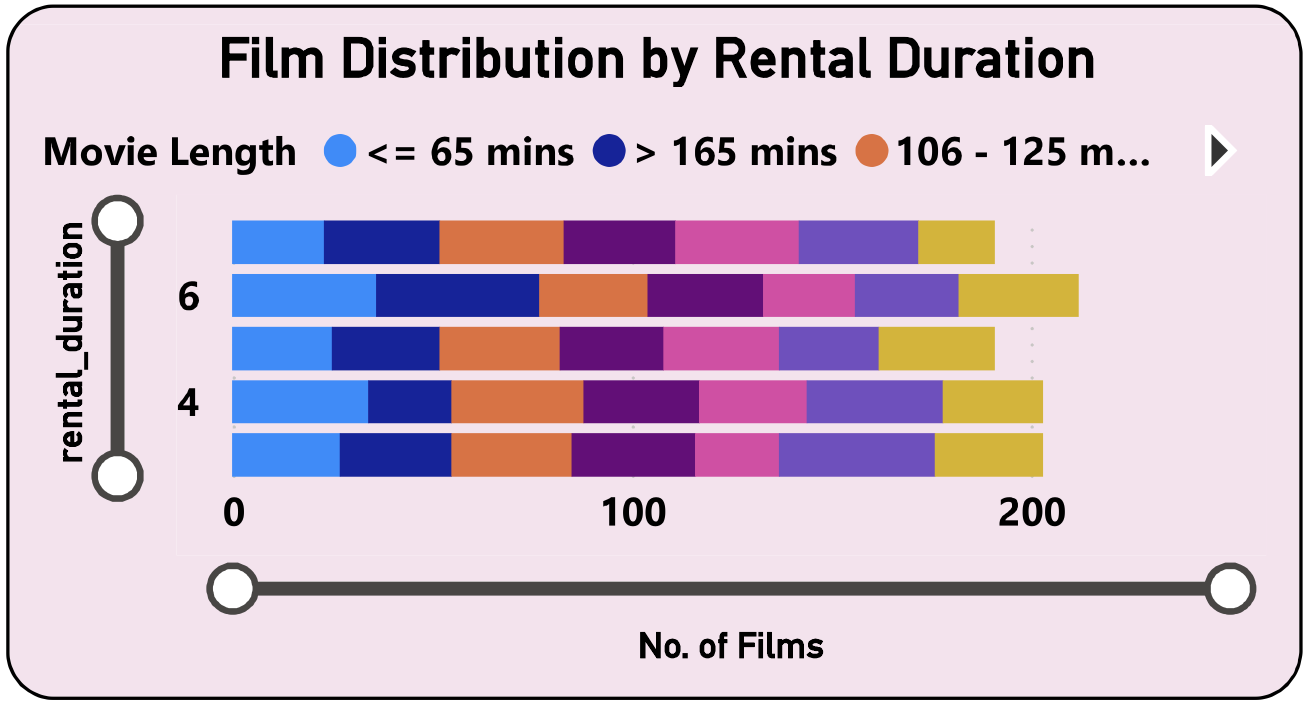 Film Distribution by Rental Duration
Movie Length <= 65 mins > 165 mins 106 - 125 m...
rental_duration
6
4
0 100 200
No. of Films